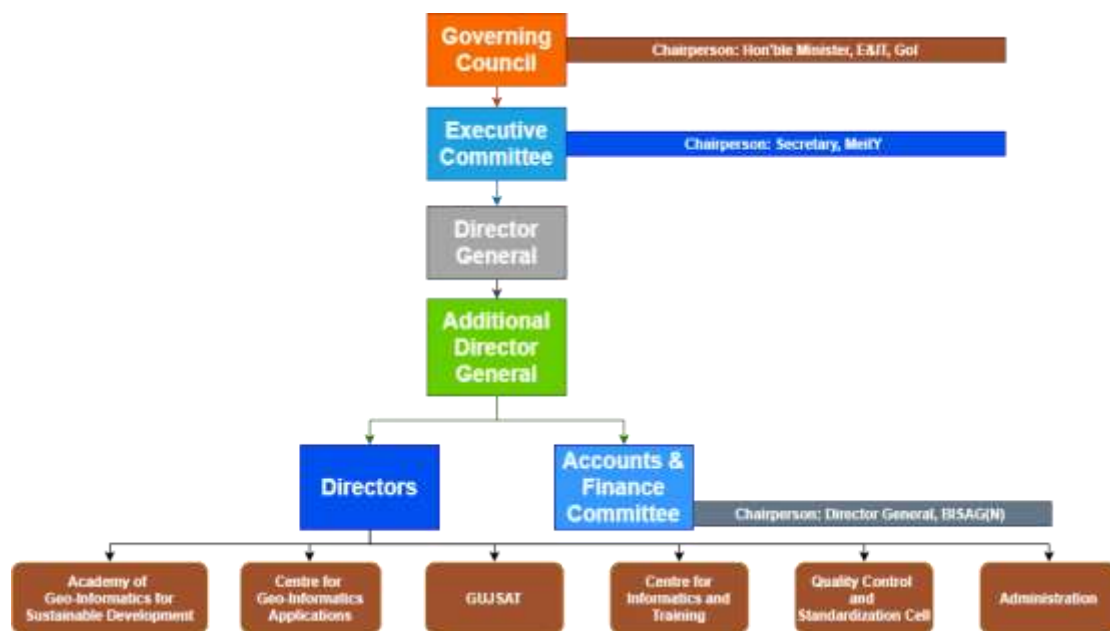 Governing
Council
Chairperson: Hon'ble Minister, E&IT, GoI
Executive
Committee
Chairperson: Secretary, MeitY
Director
General
Additional
Director
General
Directors
Accounts &
Finance
Committee
Chairperson: Director General, BISAG(N)
Academy of
Geo-Informatics for
Sustainable Development
Centre for
Geo-Informatics
Applications
GUJSAT
Centre for
Informatics and
Training
Quality Control
and
Standardization Cell
Administration